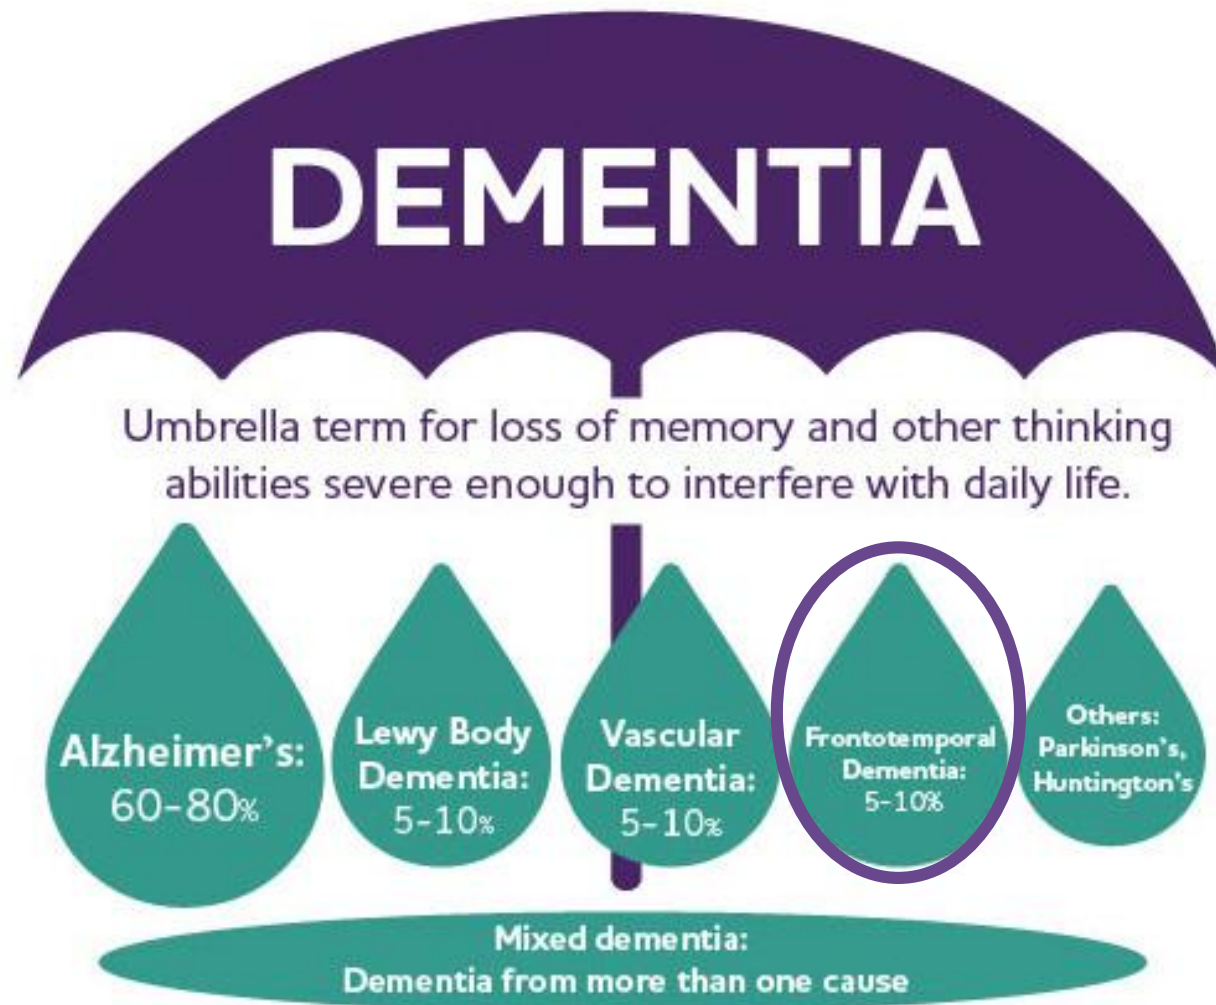 DEMENTIA
Umbrella term for loss of memory and other thinking
abilities severe enough to interfere with daily life.
Alzheimer's:
60-80%
Lewy Body
Dementia:
5-10%
Vascular
Dementia:
5-10%
Frontotemporal
Dementia:
5-10%
Others:
Parkinson's,
Huntington's
Mixed dementia:
Dementia from more than one cause